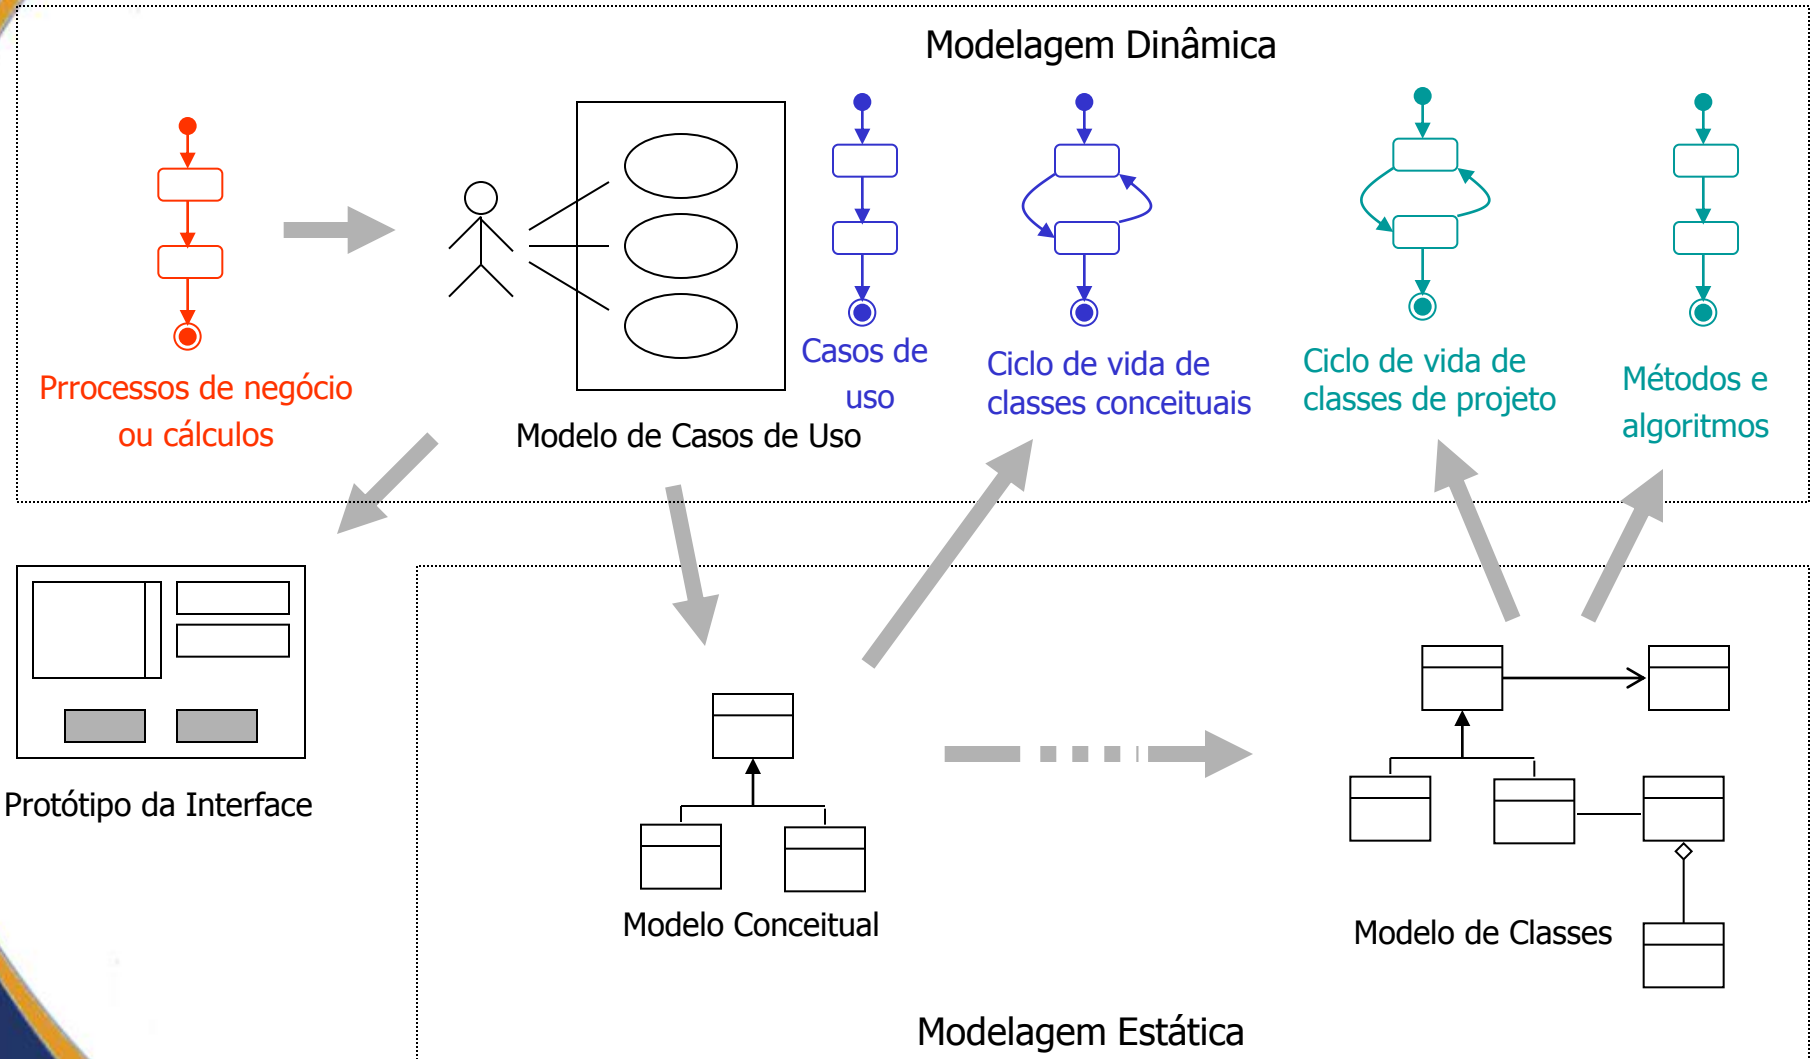 Modelagem Dinâmica
Prrocessos de negócio
ou cálculos
Modelo de Casos de Uso
Casos de
uso
Ciclo de vida de
classes conceituais
Ciclo de vida de
classes de projeto
Métodos e
algoritmos
Protótipo da Interface
Modelo Conceitual
Modelo de Classes
Modelagem Estática